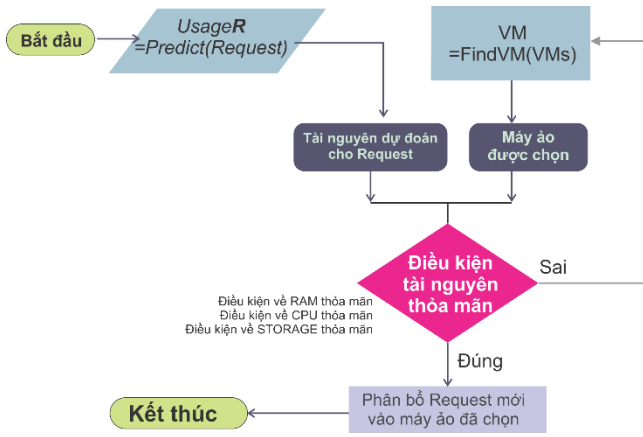 Bắt đầu
UsageR
=Predict(Request)
VM
=FindVM(VMs)
Tài nguyên dự đoán
cho Request
Máy ảo
được chọn
Điều kiện
tài nguyên
thỏa mãn
Sai
Điều kiện về RAM thỏa mãn
Điều kiện về CPU thỏa mãn
Điều kiện về STORAGE thỏa mãn
Đúng
Phân bổ Request mới
vào máy ảo đã chọn
Kết thúc